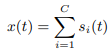 x(t) = \sum_{i=1}^{C} s_i(t)